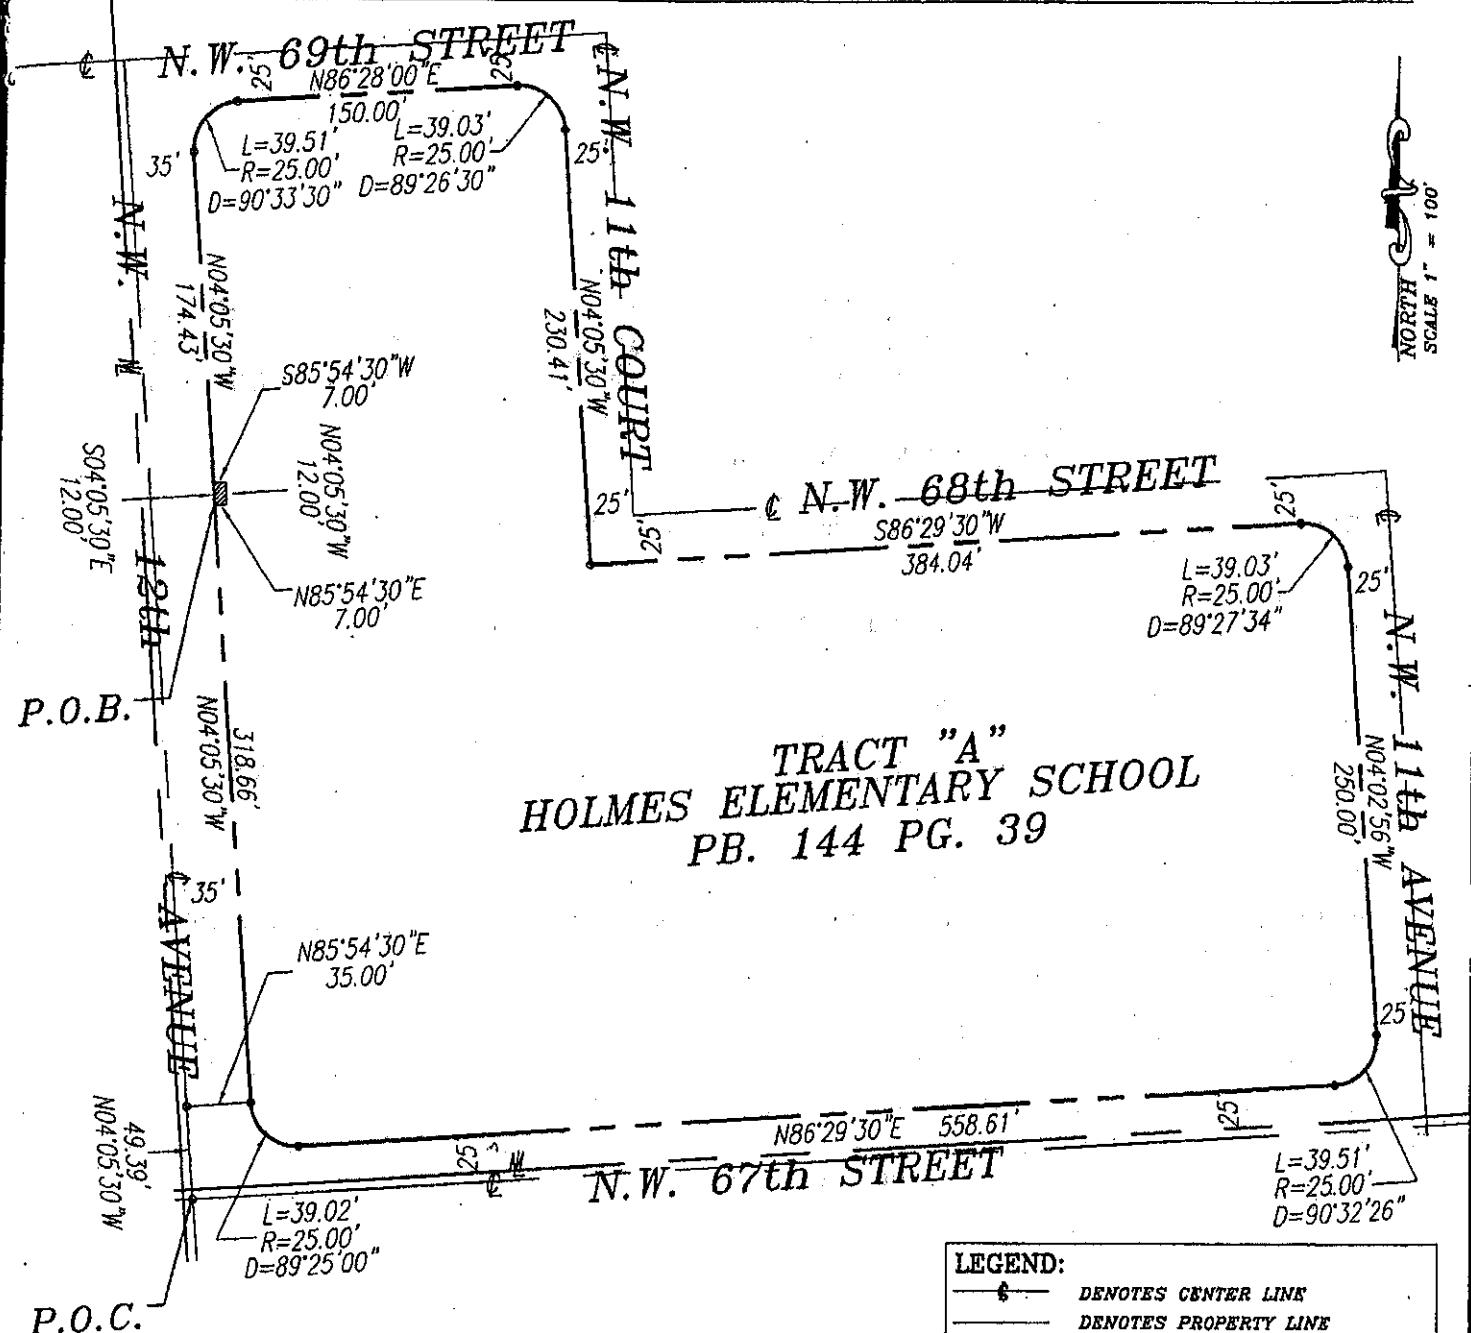 ℄ N.W. 69th STREET
25'
N86°28'00"E
25'
150.00'
L=39.51'
R=25.00'
D=90°33'30"
L=39.03'
R=25.00'
D=89°26'30"
35'
25'
℄ N.W. 11th COURT
NORTH
SCALE 1" = 100'
N04°05'30"W
174.43'
N04°05'30"W
230.41'
S85°54'30"W
7.00'
N04°05'30"W
12.00'
S04°05'30"E
12.00'
N85°54'30"E
7.00'
25'
25'
℄ N.W. 68th STREET
S86°29'30"W
384.04'
25'
℄
L=39.03'
R=25.00'
D=89°27'34"
25'
N.W. 11th AVENUE
N04°02'56"W
250.00'
P.O.B.
N.W. 12th ℄ AVENUE
318.66'
N04°05'30"W
TRACT "A"
HOLMES ELEMENTARY SCHOOL
PB. 144 PG. 39
35'
N85°54'30"E
35.00'
25'
49.39'
N04°05'30"W
N86°29'30"E 558.61'
25'
25'
℄ N.W. 67th STREET
L=39.02'
R=25.00'
D=89°25'00"
L=39.51'
R=25.00'
D=90°32'26"
P.O.C.
LEGEND:
℄ DENOTES CENTER LINE
DENOTES PROPERTY LINE